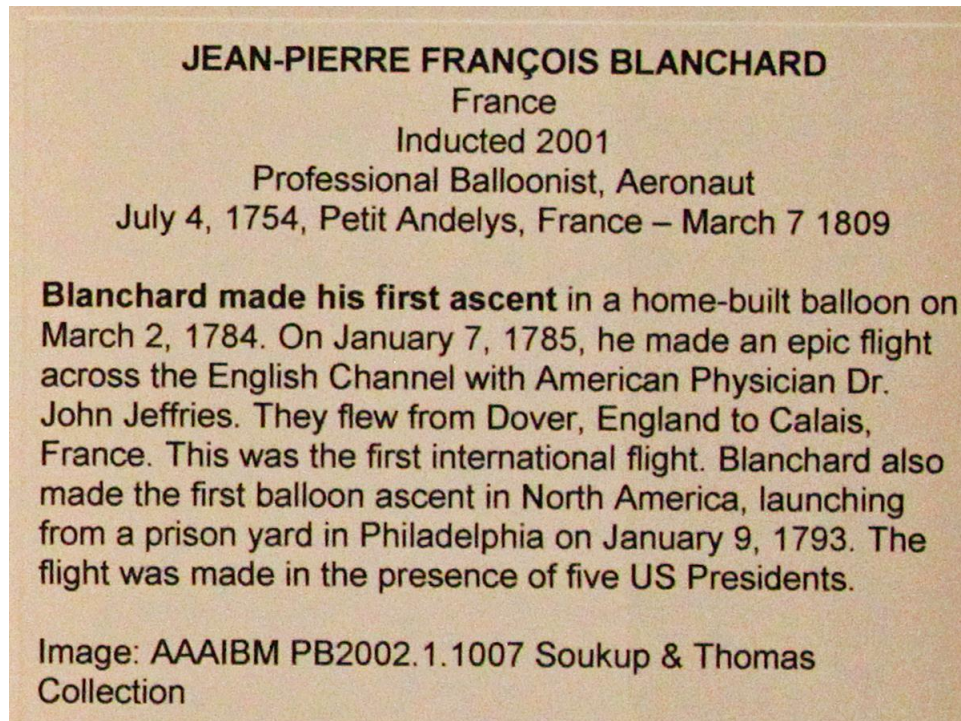 JEAN-PIERRE FRANÇOIS BLANCHARD
France
Inducted 2001
Professional Balloonist, Aeronaut
July 4, 1754, Petit Andelys, France – March 7 1809
Blanchard made his first ascent in a home-built balloon on
March 2, 1784. On January 7, 1785, he made an epic flight
across the English Channel with American Physician Dr.
John Jeffries. They flew from Dover, England to Calais,
France. This was the first international flight. Blanchard also
made the first balloon ascent in North America, launching
from a prison yard in Philadelphia on January 9, 1793. The
flight was made in the presence of five US Presidents.
Image: AAAIBM PB2002.1.1007 Soukup & Thomas
Collection